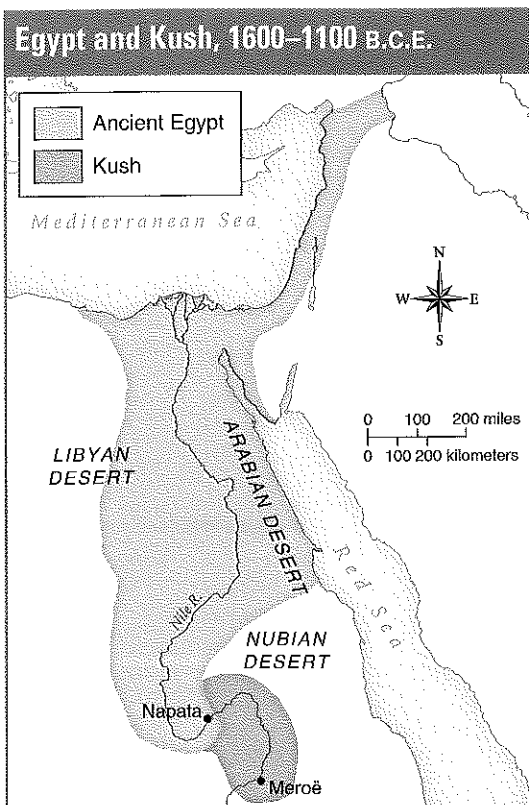 Egypt and Kush, 1600–1100 B.C.E.
Ancient Egypt
Kush
Mediterranean Sea
N
W E
S
0 100 200 miles
0 100 200 kilometers
LIBYAN
DESERT
ARABIAN DESERT
Red Sea
Nile R.
NUBIAN
DESERT
Napata
Meroë